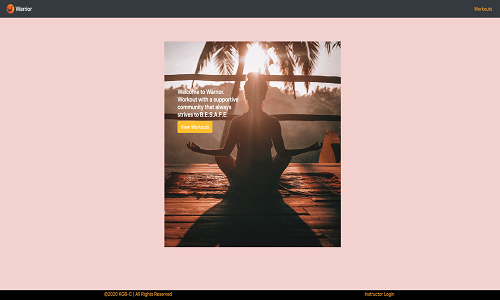 Warrior
Workouts
Welcome to Warrior.
Workout with a supportive
community that always
strives to B.E.S.A.F.E
View Workouts
©2020 KGB-C | All Rights Reserved
Instructor Login